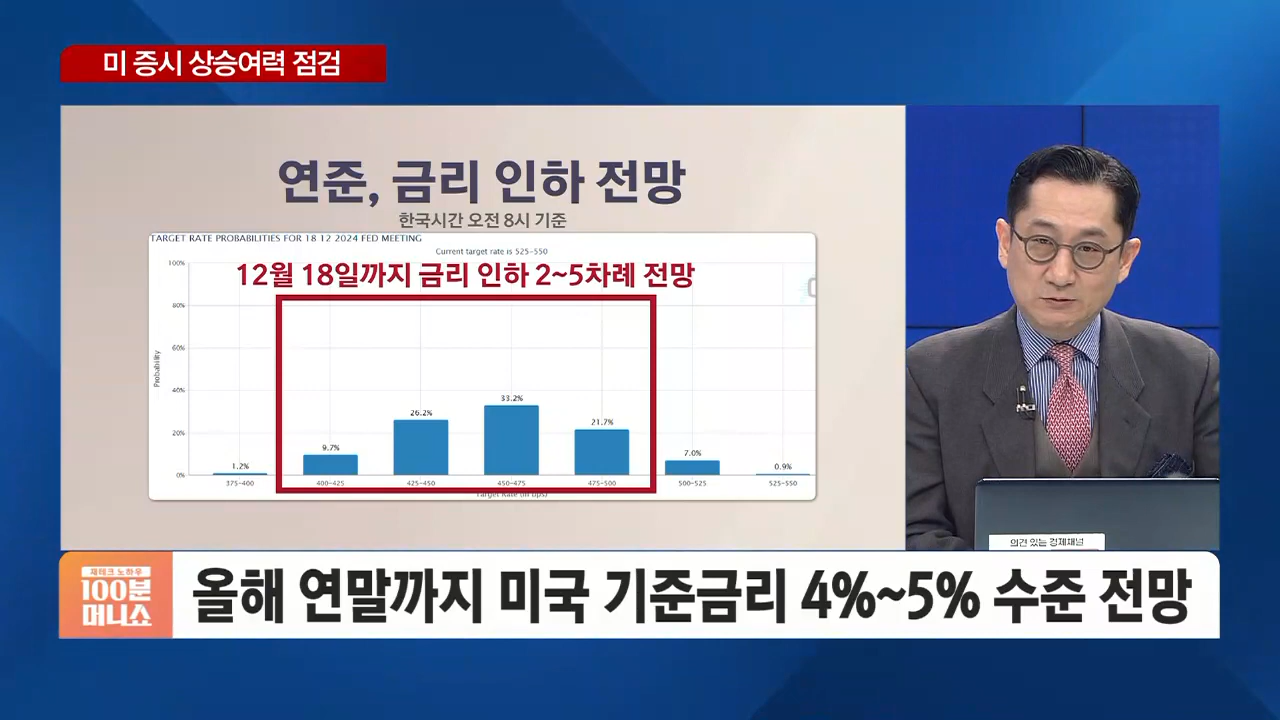 미 증시 상승여력 점검
연준, 금리 인하 전망
한국시간 오전 8시 기준
TARGET RATE PROBABILITIES FOR 18 12 2024 FED MEETING
Current target rate is 525-550
12월 18일까지 금리 인하 2~5차례 전망
100%
80%
60%
40%
20%
0%
Probability
1.2%
9.7%
26.2%
33.2%
21.7%
7.0%
0.9%
375-400
400-425
425-450
450-475
475-500
500-525
525-550
Target Rate (in bps)
의견 있는 경제채널
재테크 노하우
100분
머니쇼
올해 연말까지 미국 기준금리 4%~5% 수준 전망